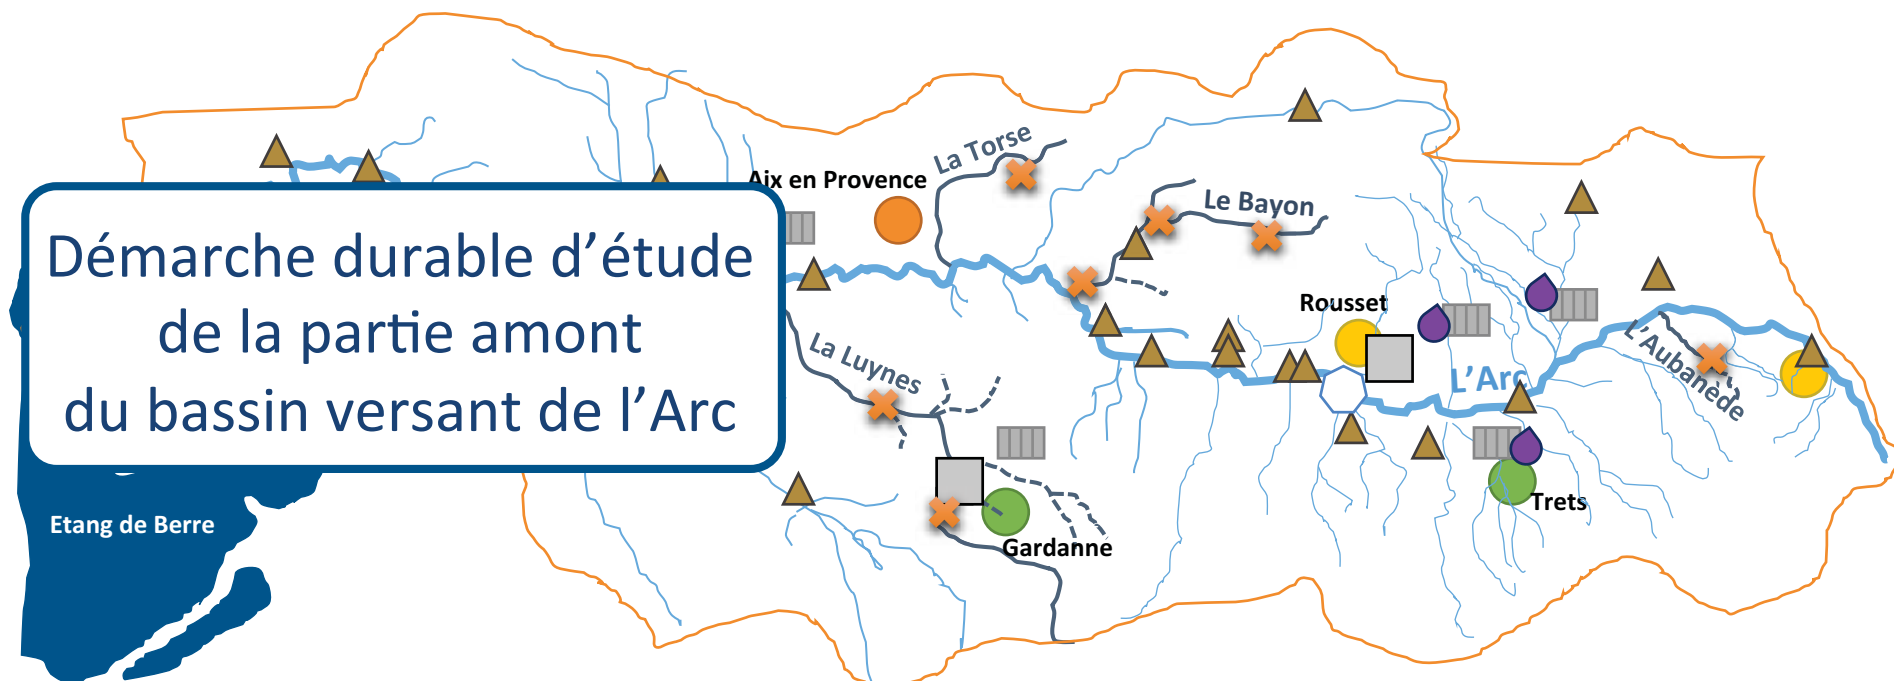 La Torse
Aix en Provence
Le Bayon
Démarche durable d’étude
de la partie amont
du bassin versant de l’Arc
Rousset
La Luynes
L’Arc
L’Aubanède
Trets
Etang de Berre
Gardanne